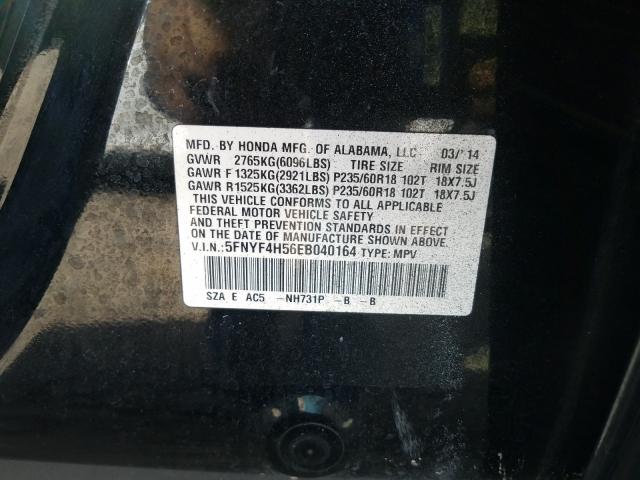 MFD. BY HONDA MFG. OF ALABAMA, LLC 03/'14
GVWR 2765KG(6096LBS) TIRE SIZE RIM SIZE
GAWR F 1325KG(2921LBS) P235/60R18 102T 18X7.5J
GAWR R1525KG(3362LBS) P235/60R18 102T 18X7.5J
THIS VEHICLE CONFORMS TO ALL APPLICABLE
FEDERAL MOTOR VEHICLE SAFETY
AND THEFT PREVENTION STANDARDS IN EFFECT
ON THE DATE OF MANUFACTURE SHOWN ABOVE.
V.I.N.:5FNYF4H56EB040164 TYPE: MPV
SZA E AC5 -NH731P -B -B